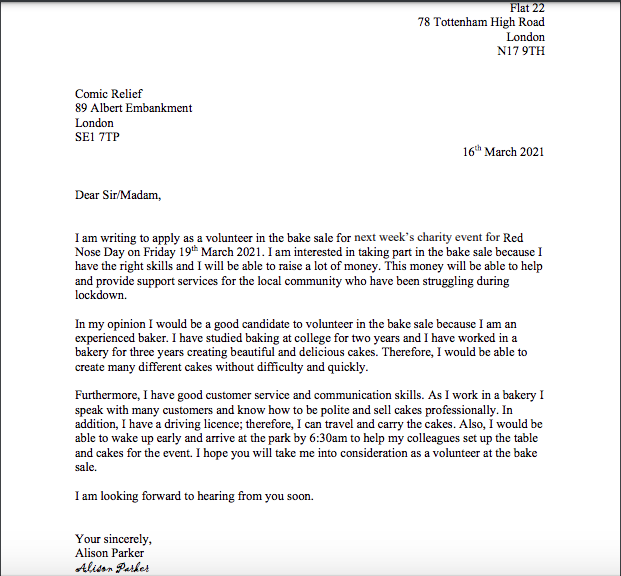 Flat 22
78 Tottenham High Road
London
N17 9TH
Comic Relief
89 Albert Embankment
London
SE1 7TP
16th March 2021
Dear Sir/Madam,
I am writing to apply as a volunteer in the bake sale for next week's charity event for Red
Nose Day on Friday 19th March 2021. I am interested in taking part in the bake sale because I
have the right skills and I will be able to raise a lot of money. This money will be able to help
and provide support services for the local community who have been struggling during
lockdown.
In my opinion I would be a good candidate to volunteer in the bake sale because I am an
experienced baker. I have studied baking at college for two years and I have worked in a
bakery for three years creating beautiful and delicious cakes. Therefore, I would be able to
create many different cakes without difficulty and quickly.
Furthermore, I have good customer service and communication skills. As I work in a bakery I
speak with many customers and know how to be polite and sell cakes professionally. In
addition, I have a driving licence; therefore, I can travel and carry the cakes. Also, I would be
able to wake up early and arrive at the park by 6:30am to help my colleagues set up the table
and cakes for the event. I hope you will take me into consideration as a volunteer at the bake
sale.
I am looking forward to hearing from you soon.
Your sincerely,
Alison Parker
Alison Parker